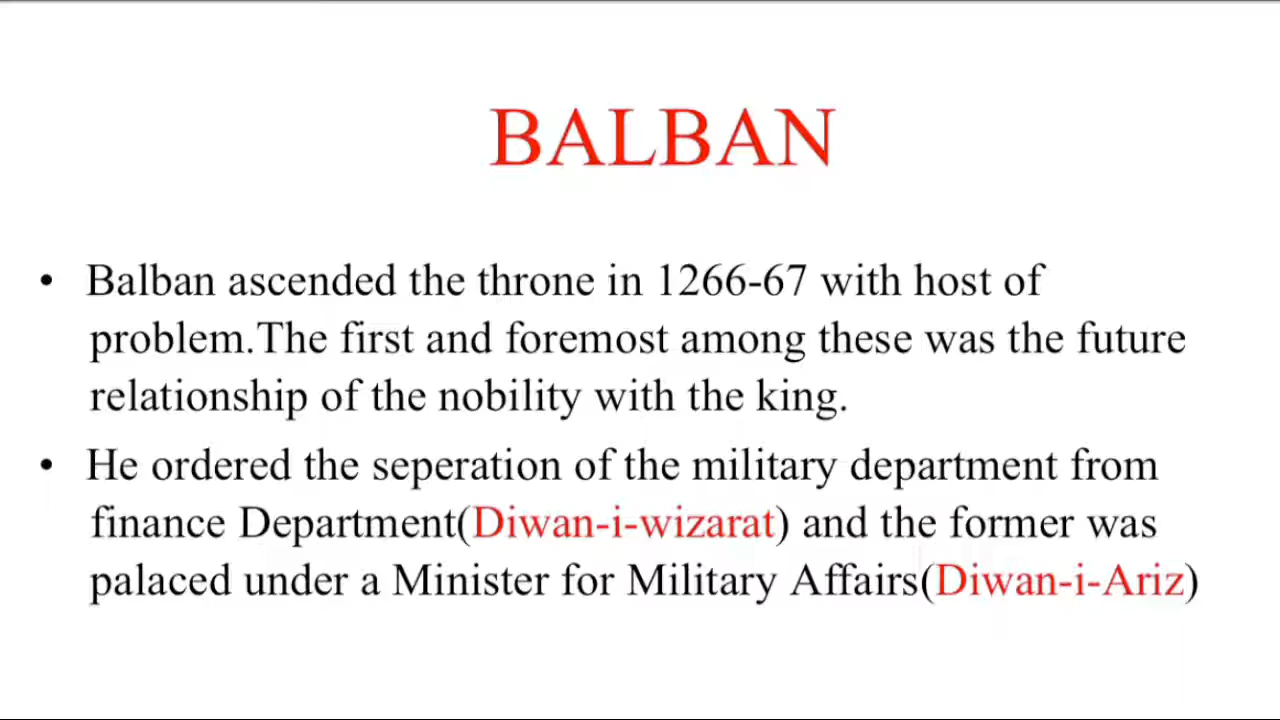 BALBAN
• Balban ascended the throne in 1266-67 with host of
problem.The first and foremost among these was the future
relationship of the nobility with the king.
• He ordered the seperation of the military department from
finance Department(Diwan-i-wizarat) and the former was
palaced under a Minister for Military Affairs(Diwan-i-Ariz)